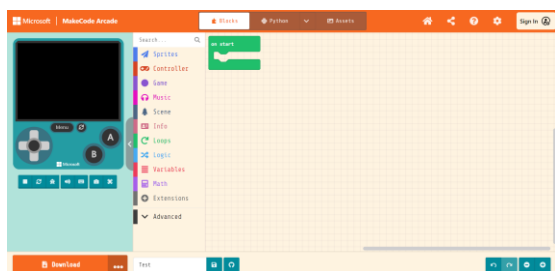 Microsoft | MakeCode Arcade
Blocks
Python
Assets
Sign In
Search
Sprites
Controller
Game
Music
Scene
Info
Loops
Logic
Variables
Math
Extensions
Advanced
on start
Menu
A
B
Microsoft
Download
...
Test